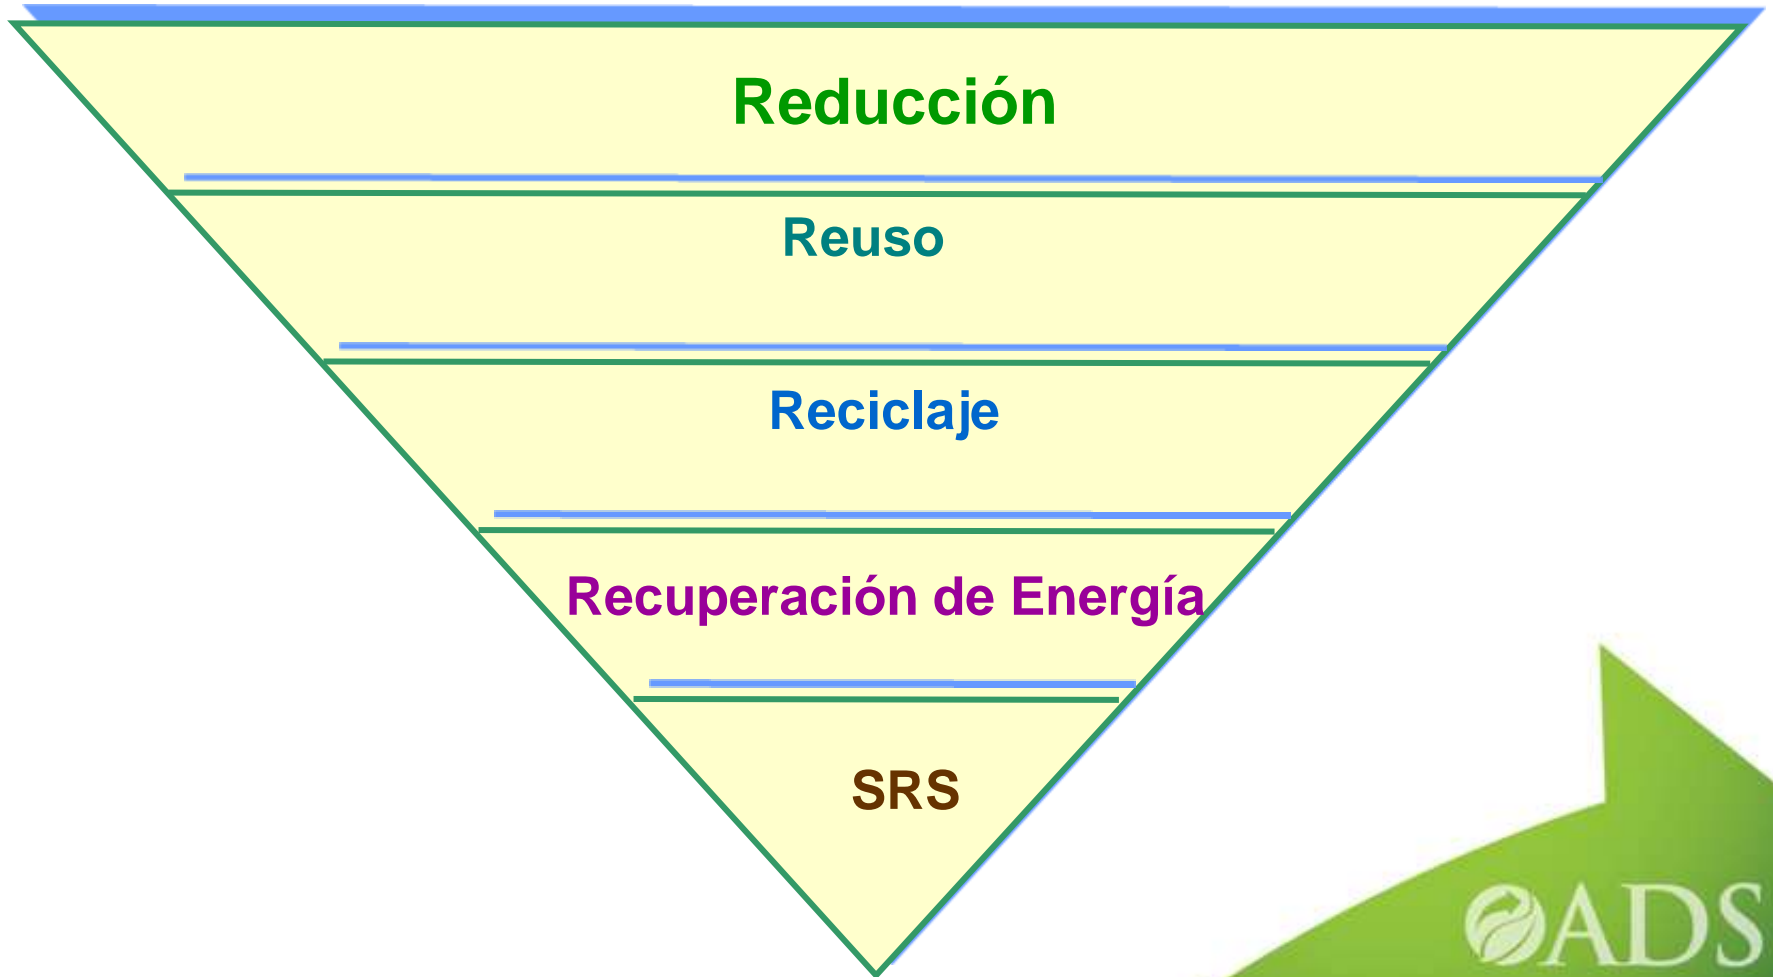 Reducción
Reuso
Reciclaje
Recuperación de Energía
SRS
ADS